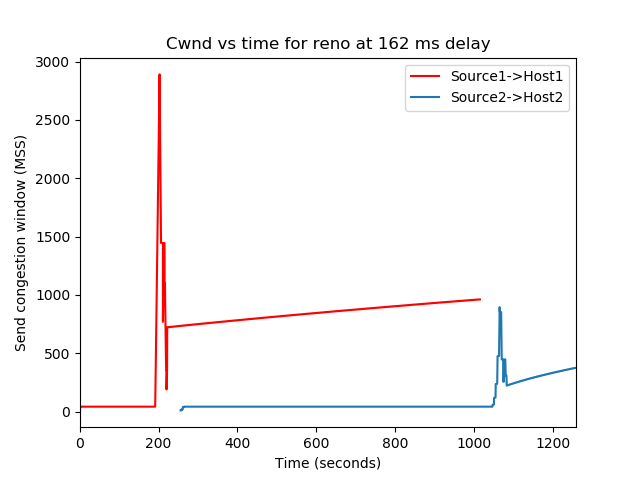 Cwnd vs time for reno at 162 ms delay
Source1->Host1
Source2->Host2
3000
2500
2000
1500
1000
500
0
Send congestion window (MSS)
0 200 400 600 800 1000 1200
Time (seconds)